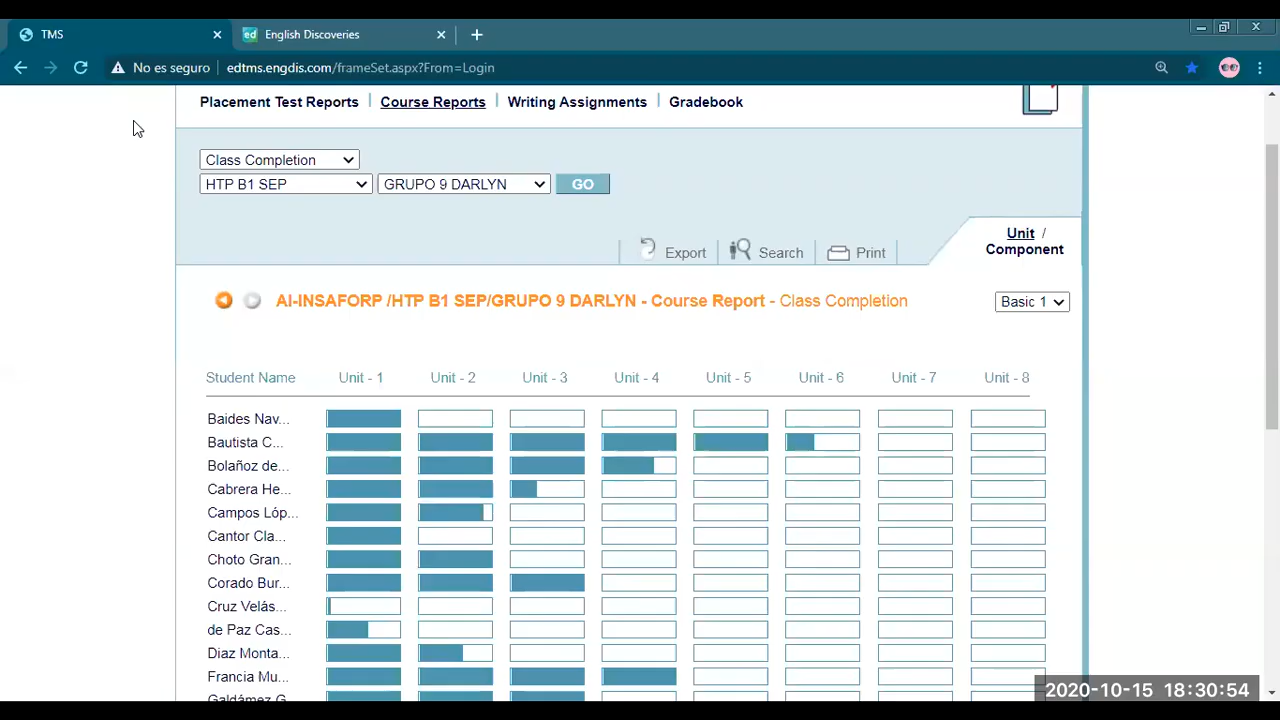 TMS
English Discoveries
No es seguro
edtms.engdis.com/frameSet.aspx?From=Login
Placement Test Reports
Course Reports
Writing Assignments
Gradebook
Class Completion
HTP B1 SEP
GRUPO 9 DARLYN
GO
Export
Search
Print
Unit /
Component
AI-INSAFORP /HTP B1 SEP/GRUPO 9 DARLYN - Course Report - Class Completion
Basic 1
Student Name Unit - 1 Unit - 2 Unit - 3 Unit - 4 Unit - 5 Unit - 6 Unit - 7 Unit - 8
Baides Nav...
Bautista C...
Bolañoz de...
Cabrera He...
Campos Lóp...
Cantor Cla...
Choto Gran...
Corado Bur...
Cruz Velás...
de Paz Cas...
Diaz Monta...
Francia Mu...
Galdámez G...
2020-10-15 18:30:54